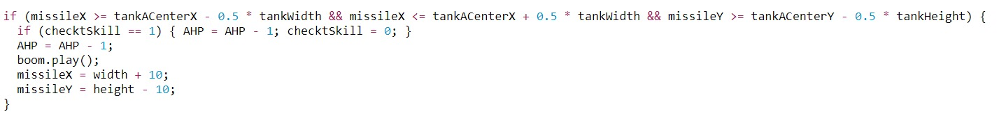 if (missileX >= tankACenterX - 0.5 * tankWidth && missileX <= tankACenterX + 0.5 * tankWidth && missileY >= tankACenterY - 0.5 * tankHeight) {
  if (checktSkill == 1) { AHP = AHP - 1; checktSkill = 0; }
  AHP = AHP - 1;
  boom.play();
  missileX = width + 10;
  missileY = height - 10;
}